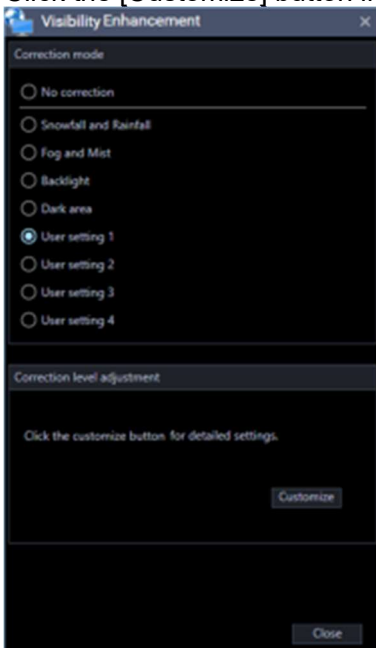 Visibility Enhancement
Correction mode
No correction
Snowfall and Rainfall
Fog and Mist
Backlight
Dark area
User setting 1
User setting 2
User setting 3
User setting 4
Correction level adjustment
Click the customize button for detailed settings.
Customize
Close